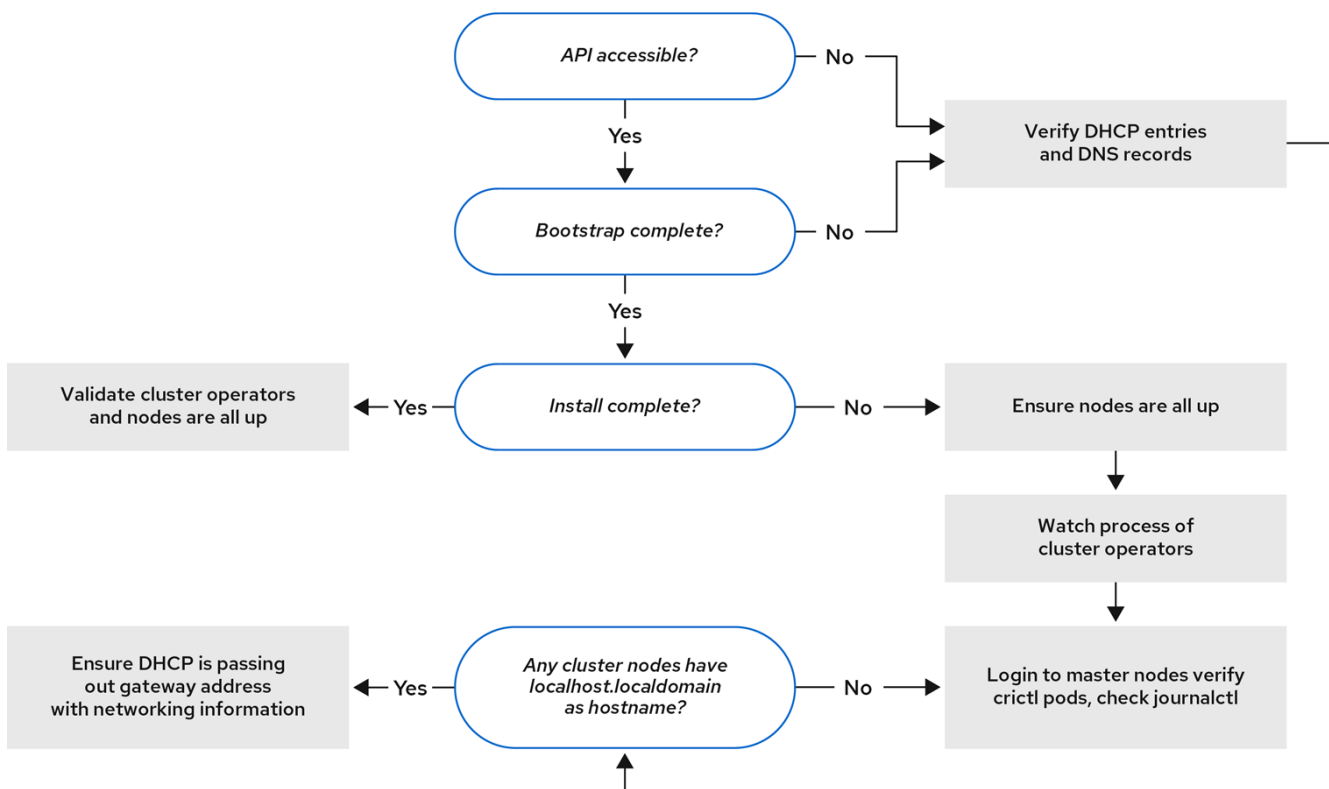 API accessible?
No
Verify DHCP entries
and DNS records
Yes
Bootstrap complete?
No
Yes
Validate cluster operators
and nodes are all up
Yes
Install complete?
No
Ensure nodes are all up
Watch process of
cluster operators
Ensure DHCP is passing
out gateway address
with networking information
Yes
Any cluster nodes have
localhost.localdomain
as hostname?
No
Login to master nodes verify
crictl pods, check journalctl